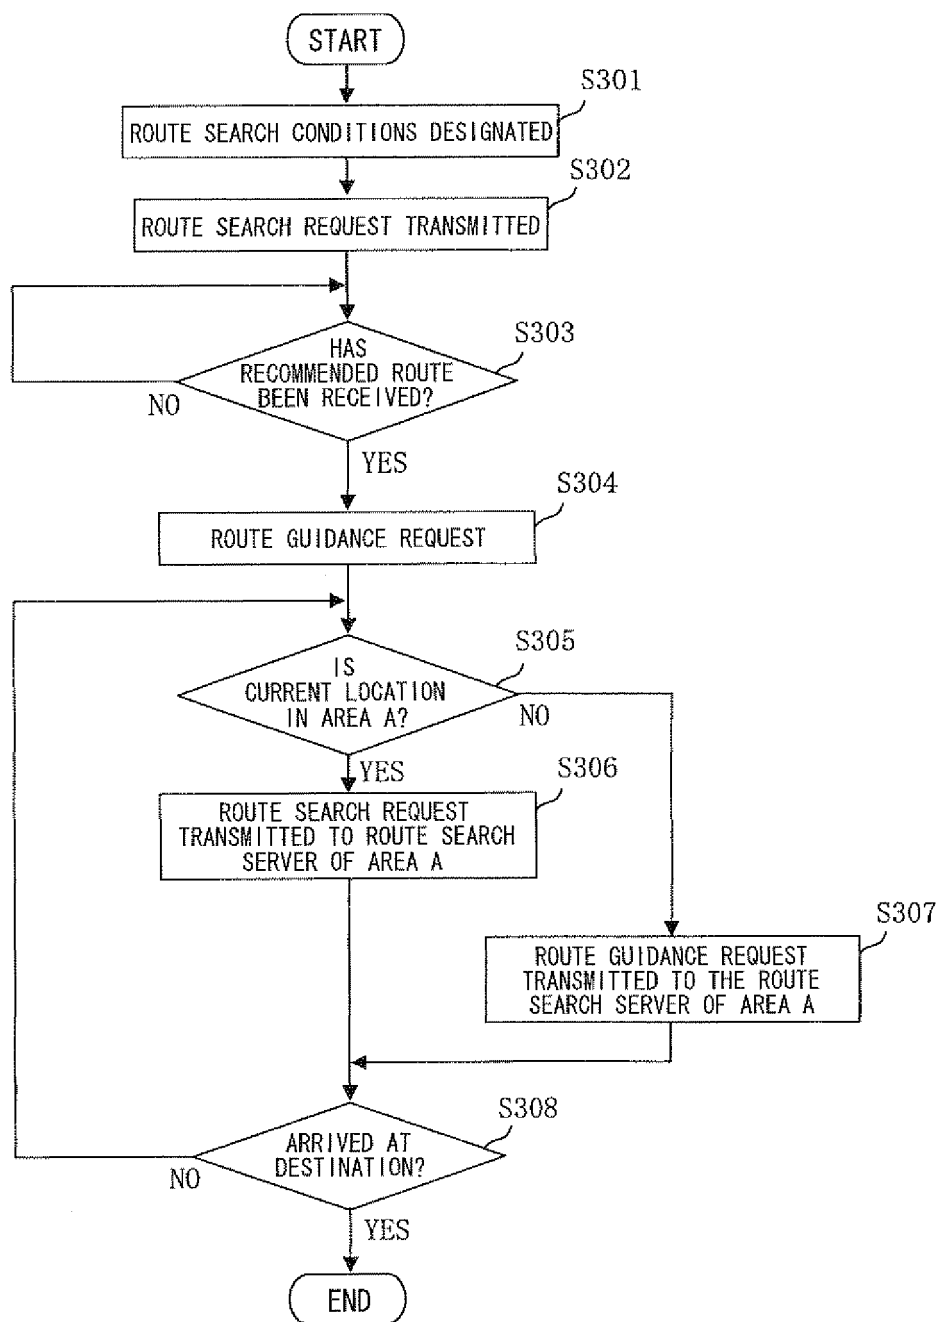 START
S301
ROUTE SEARCH CONDITIONS DESIGNATED
S302
ROUTE SEARCH REQUEST TRANSMITTED
S303
HAS
RECOMMENDED ROUTE
BEEN RECEIVED?
NO
YES
S304
ROUTE GUIDANCE REQUEST
S305
IS
CURRENT LOCATION
IN AREA A?
NO
YES
S306
ROUTE SEARCH REQUEST
TRANSMITTED TO ROUTE SEARCH
SERVER OF AREA A
S307
ROUTE GUIDANCE REQUEST
TRANSMITTED TO THE ROUTE
SEARCH SERVER OF AREA A
S308
ARRIVED AT
DESTINATION?
NO
YES
END